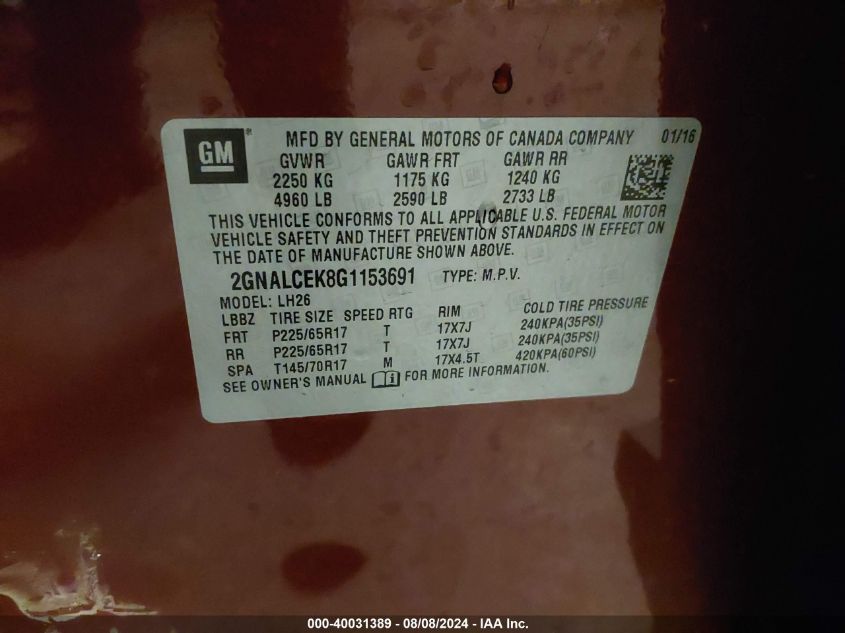 GM ® MFD BY GENERAL MOTORS OF CANADA COMPANY 01/16
GVWR GAWR FRT GAWR RR
2250 KG 1175 KG 1240 KG
4960 LB 2590 LB 2733 LB
THIS VEHICLE CONFORMS TO ALL APPLICABLE U.S. FEDERAL MOTOR
VEHICLE SAFETY AND THEFT PREVENTION STANDARDS IN EFFECT ON
THE DATE OF MANUFACTURE SHOWN ABOVE.
2GNALCEK8G1153691 TYPE: M.P.V.
MODEL: LH26
LBBZ TIRE SIZE SPEED RTG RIM COLD TIRE PRESSURE
FRT P225/65R17 T 17X7J 240KPA(35PSI)
RR P225/65R17 T 17X7J 240KPA(35PSI)
SPA T145/70R17 M 17X4.5T 420KPA(60PSI)
SEE OWNER'S MANUAL FOR MORE INFORMATION.
000-40031389 - 08/08/2024 - IAA Inc.